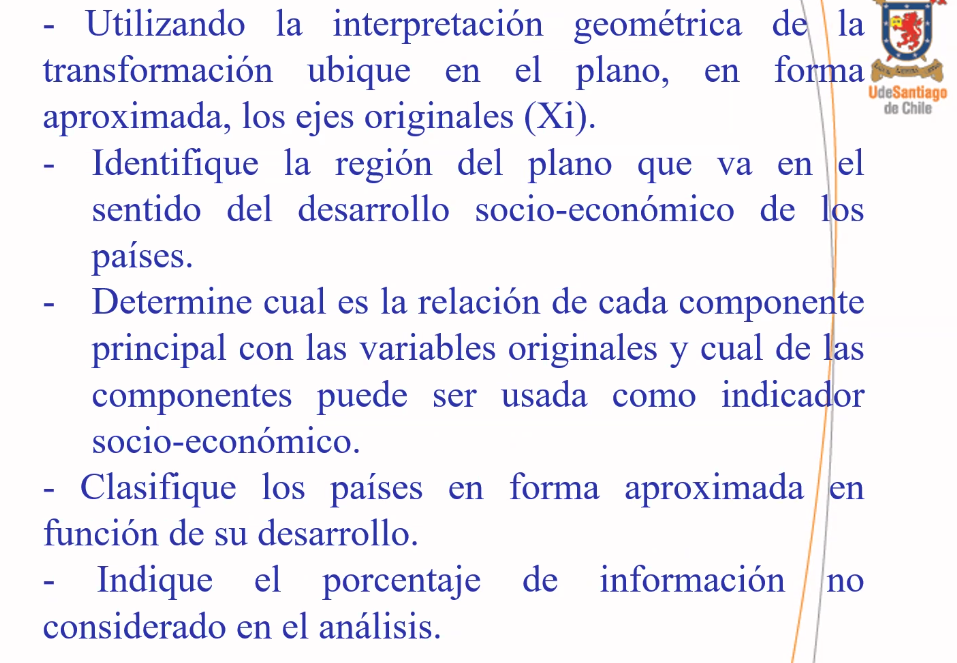 - Utilizando la interpretación geométrica de la
transformación ubique en el plano, en forma
aproximada, los ejes originales (Xi).
- Identifique la región del plano que va en el
sentido del desarrollo socio-económico de los
países.
- Determine cual es la relación de cada componente
principal con las variables originales y cual de las
componentes puede ser usada como indicador
socio-económico.
- Clasifique los países en forma aproximada en
función de su desarrollo.
- Indique el porcentaje de información no
considerado en el análisis.
UdeSantiago
de Chile